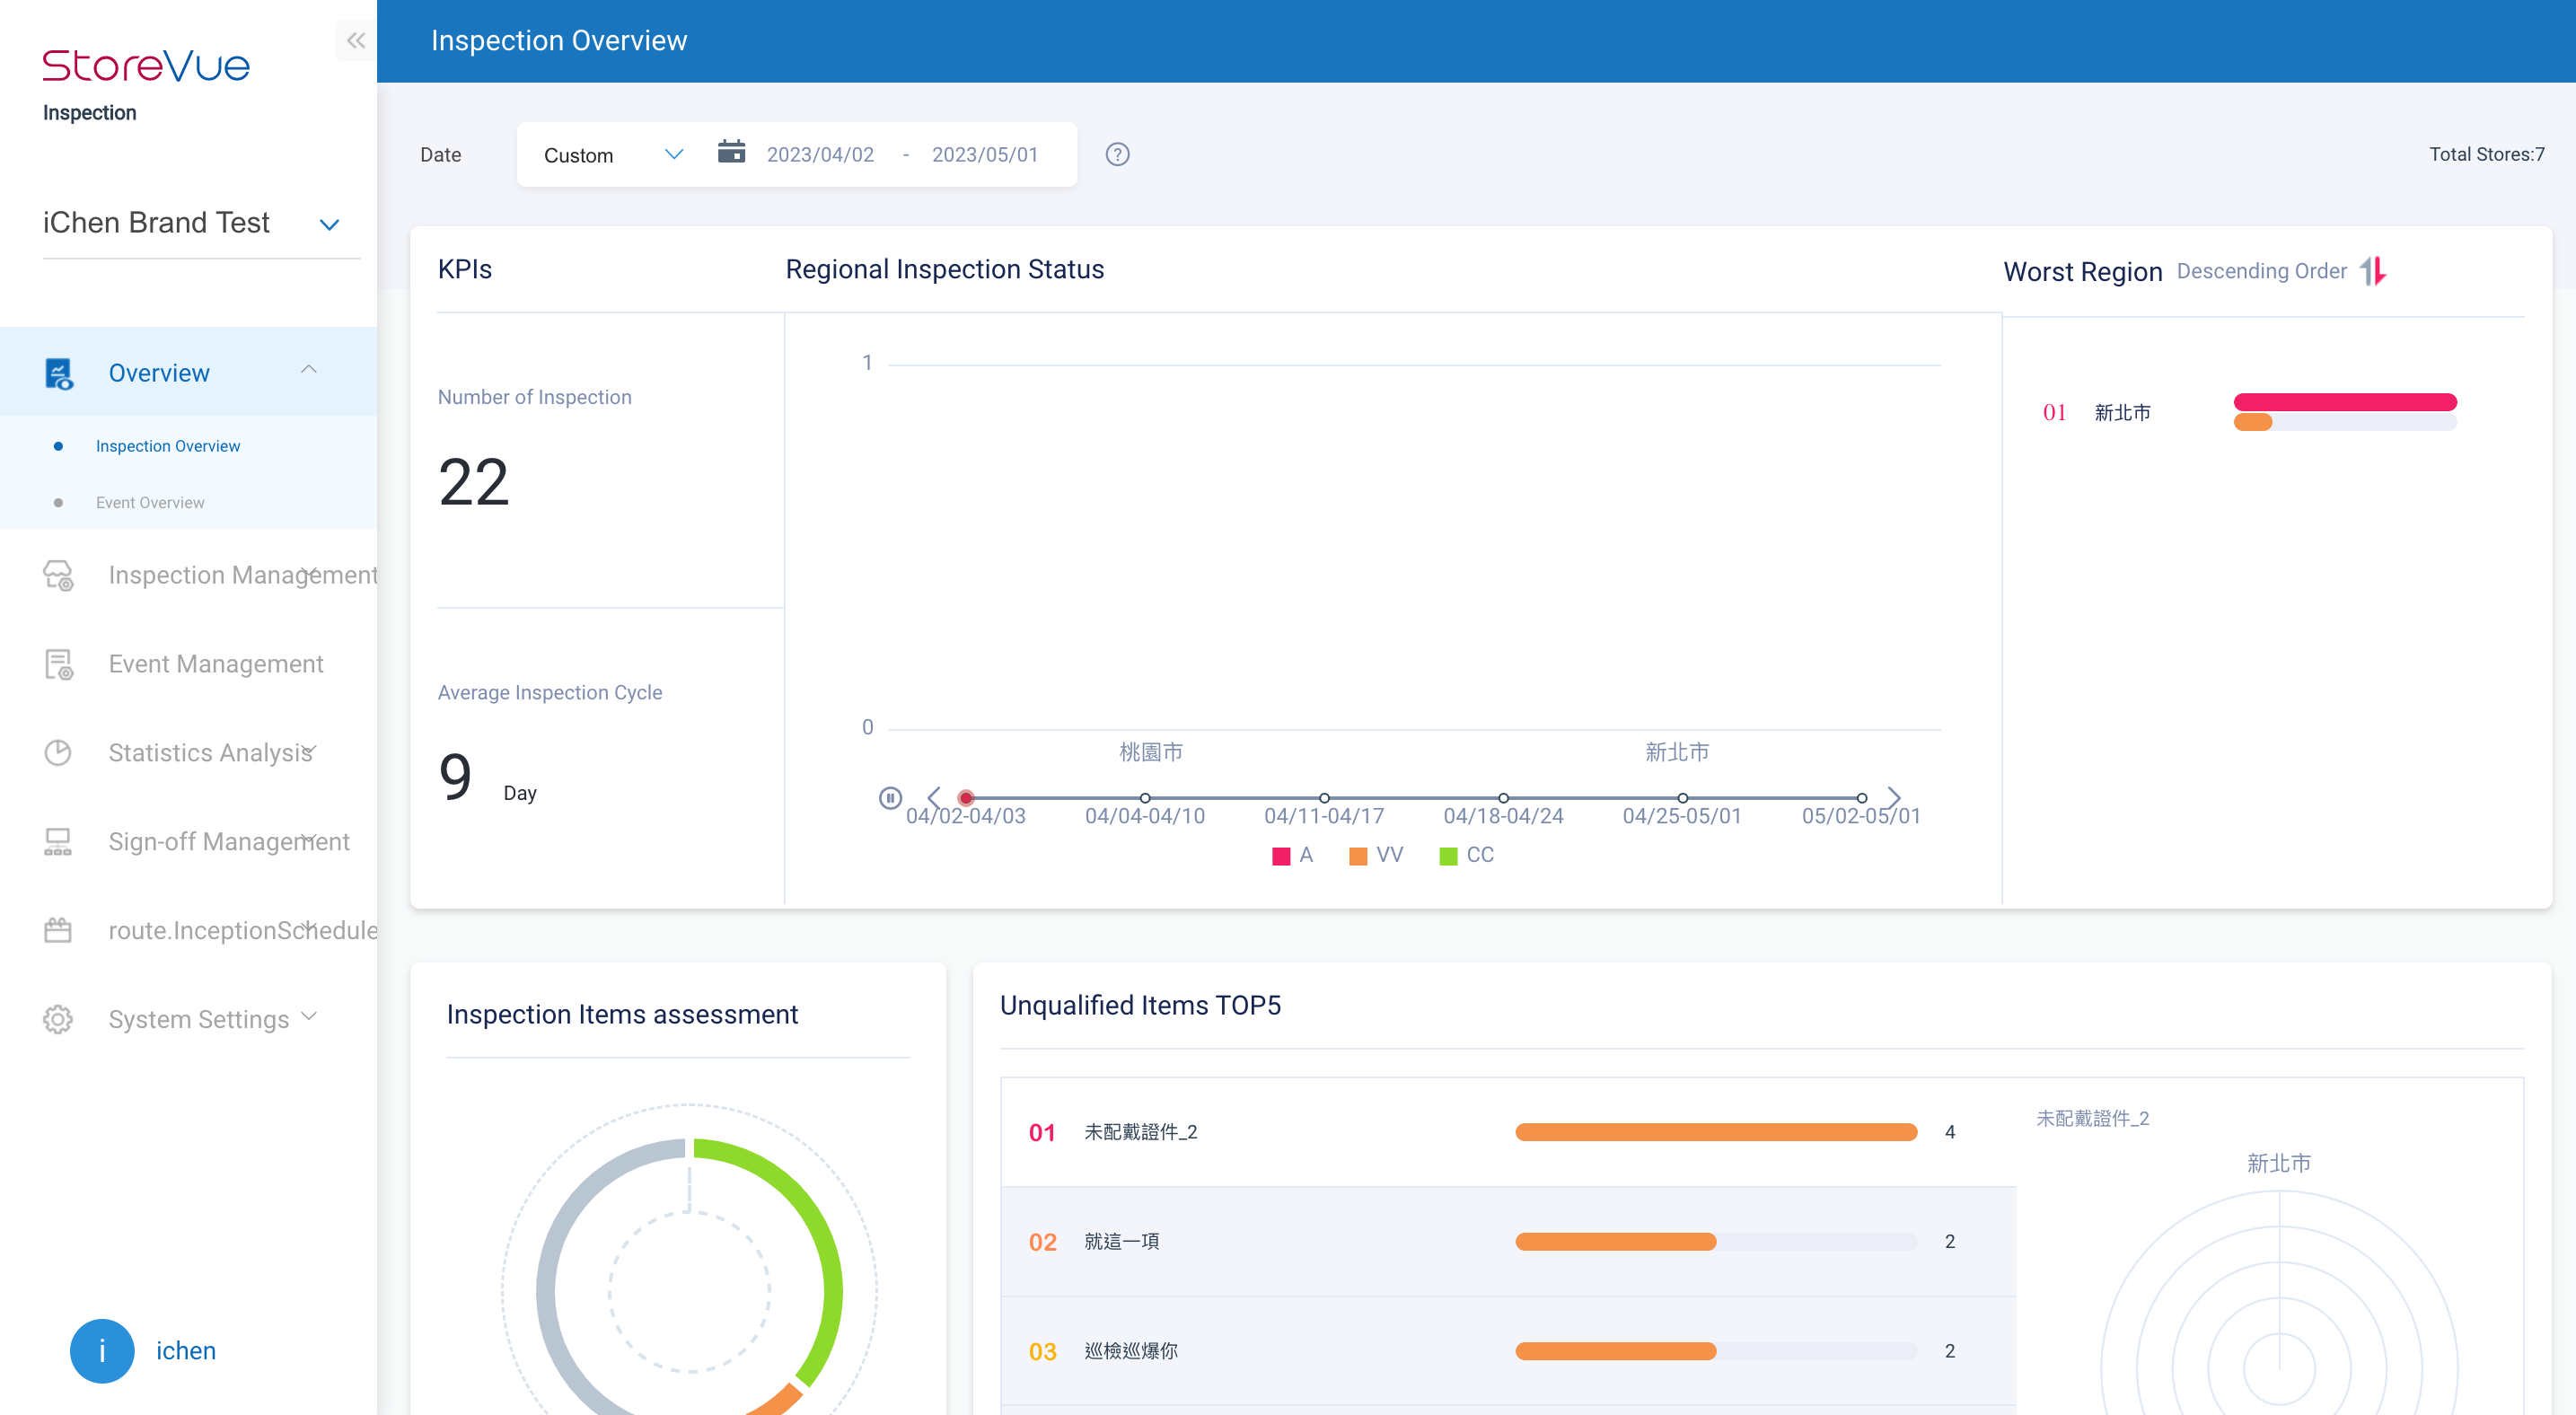 StoreVue
Inspection
iChen Brand Test
Overview
Inspection Overview
Event Overview
Inspection Management
Event Management
Statistics Analysis
Sign-off Management
route.InceptionSchedule
System Settings
i ichen
Inspection Overview
Date Custom 2023/04/02 - 2023/05/01 ?
Total Stores:7
KPIs
Number of Inspection
22
Average Inspection Cycle
9 Day
Regional Inspection Status
1
0
桃園市 新北市
04/02-04/03 04/04-04/10 04/11-04/17 04/18-04/24 04/25-05/01 05/02-05/01
A VV CC
Worst Region Descending Order
01 新北市
Inspection Items assessment
Unqualified Items TOP5
01 未配戴證件_2 4
02 就這一項 2
03 巡檢巡爆你 2
未配戴證件_2
新北市